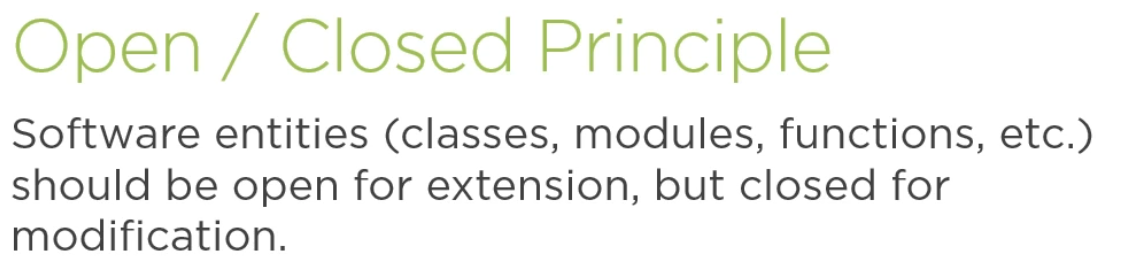 Open / Closed Principle
Software entities (classes, modules, functions, etc.)
should be open for extension, but closed for
modification.